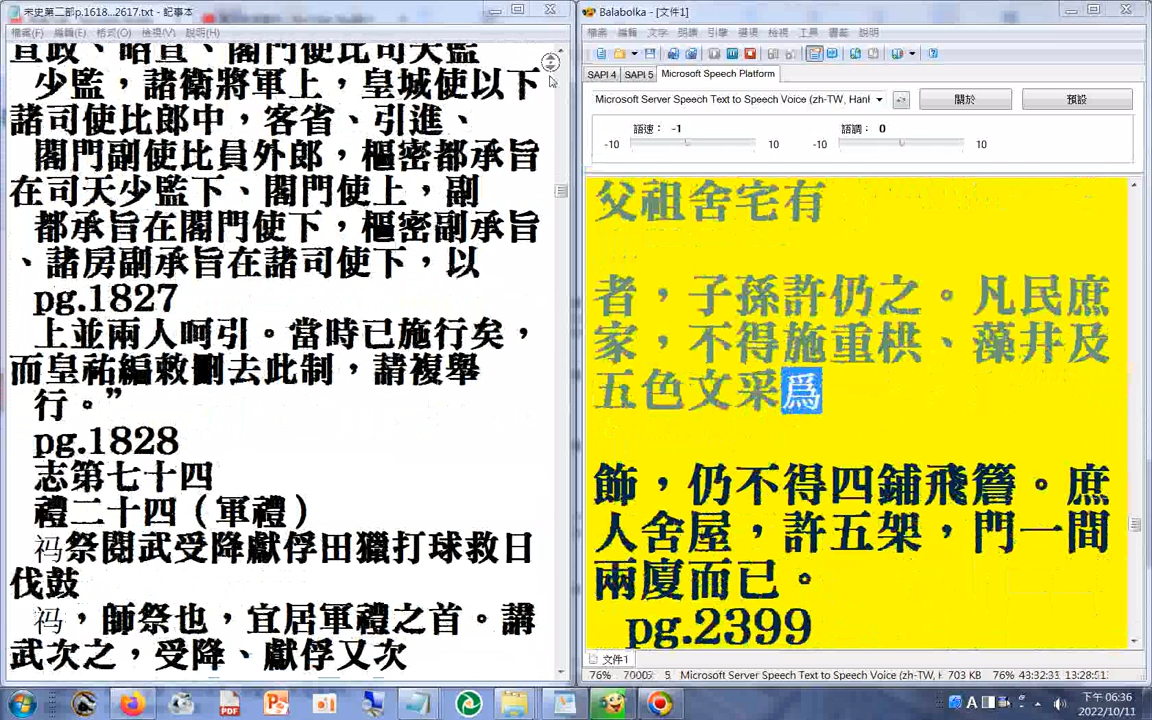 宋史第二部p.1618...2617.txt - 記事本
檔案(F) 編輯(E) 格式(O) 檢視(V) 說明(H)
宣政、昭宣、閣門使比司天監
少監，諸衛將軍上，皇城使以下
諸司使比郎中，客省、引進、
閣門副使比員外郎，樞密都承旨
在司天少監下、閣門使上，副
都承旨在閣門使下，樞密副承旨
、諸房副承旨在諸司使下，以
pg.1827
上並兩人呵引。當時已施行矣，
而皇祐編敕刪去此制，請複舉
行。”
pg.1828
志第七十四
禮二十四（軍禮）
祃祭閱武受降獻俘田獵打球救日
伐鼓
祃，師祭也，宜居軍禮之首。講
武次之，受降、獻俘又次
Balabolka - [文件1]
檔案 編輯 文字 朗讀 引擎 語檔 檢視 工具 書籤 說明
SAPI 4 SAPI 5 Microsoft Speech Platform
Microsoft Server Speech Text to Speech Voice (zh-TW, HanH
關於 預設
語速： -1 語調： 0
-10 10 -10 10
父祖舍宅有
者，子孫許仍之。凡民庶
家，不得施重栱、藻井及
五色文采爲
飾，仍不得四鋪飛簷。庶
人舍屋，許五架，門一間
兩廈而已。
pg.2399
文件1
76% Microsoft Server Speech Text to Speech Voice (zh-TW, H 703 KB 76% 43:32:31 13:28:51
下午 06:36
2022/10/11